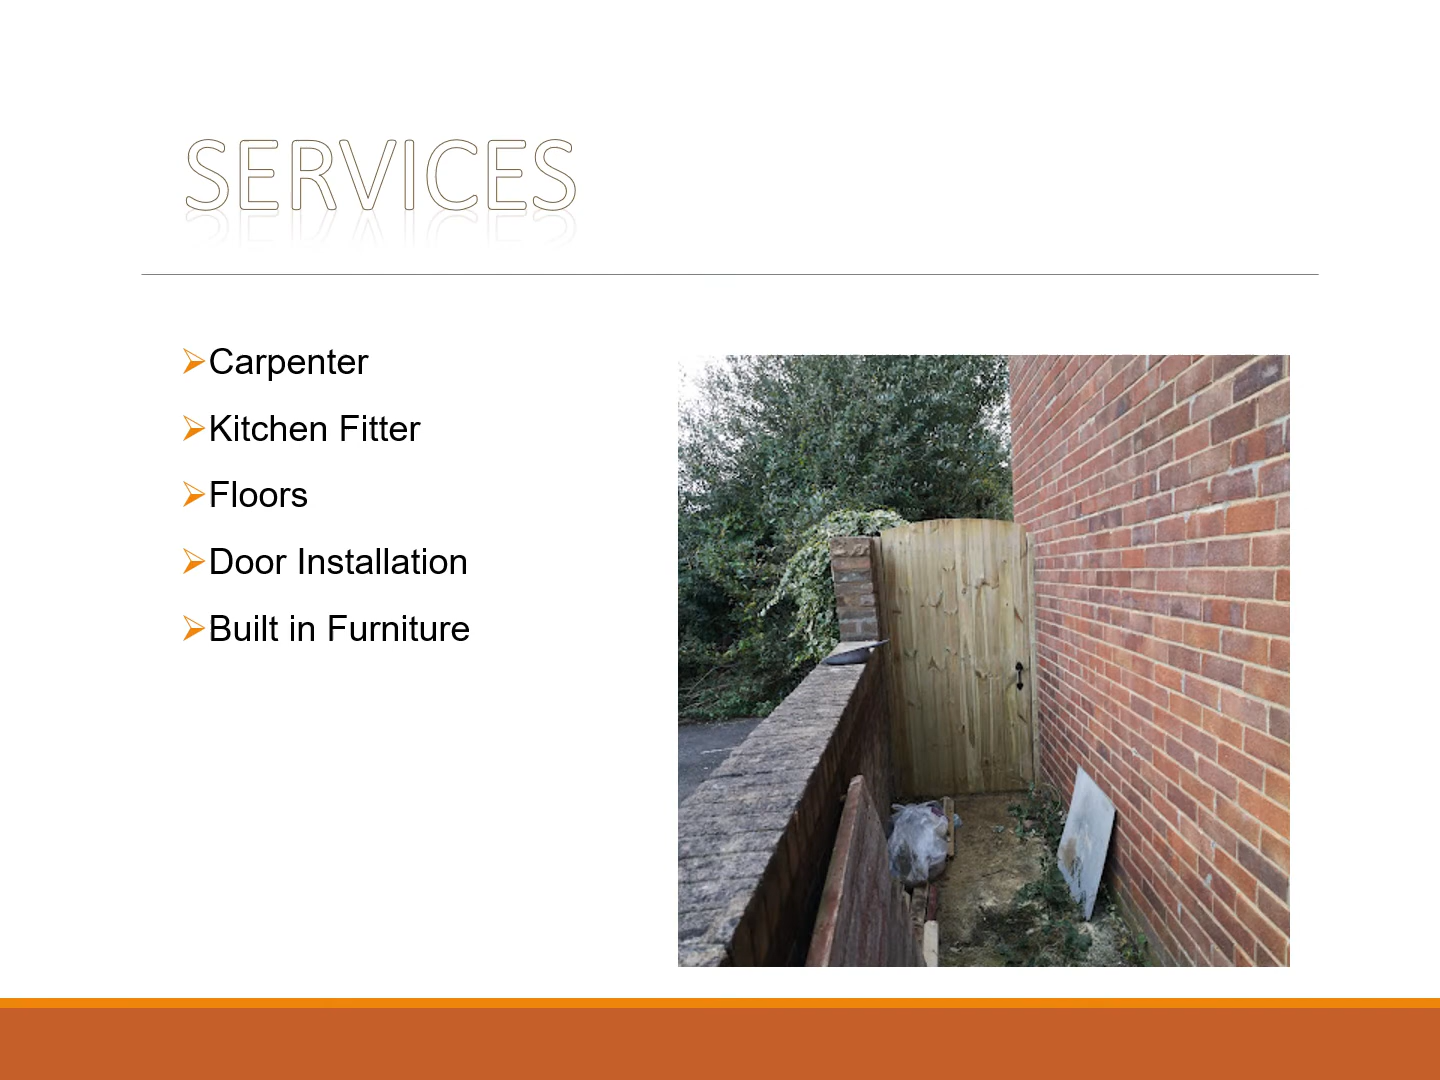 SERVICES
Carpenter
Kitchen Fitter
Floors
Door Installation
Built in Furniture